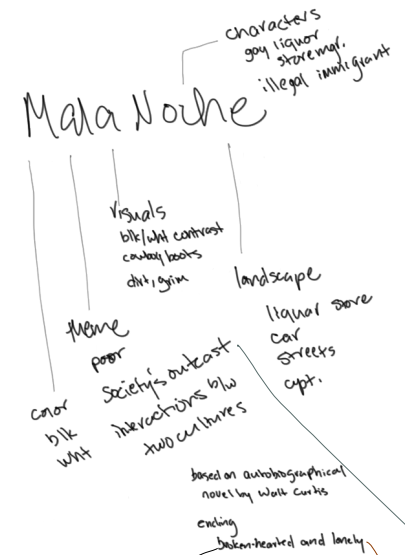 characters
gay liquor
store mgr.
illegal immigrant
Mala Noche
visuals
blk/wht contrast
cowboy boots
dirt, grim
landscape
liquar store
car
streets
apt.
theme
poor
society's outcast
interactions b/w
two cultures
color
blk
wht
based on autobiographical
novel by Walt Curtis
ending
broken-hearted and lonely